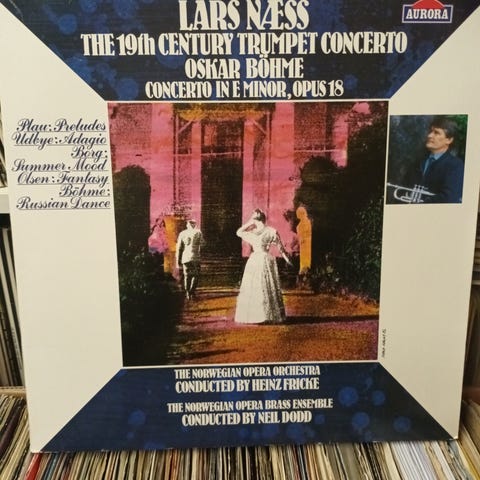 LARS NÆSS
THE 19th CENTURY TRUMPET CONCERTO
OSKAR BÖHME
CONCERTO IN E MINOR, OPUS 18
AURORA
Plau: Preludes
Udbye: Adagio
Borg:
Summer Mood
Olsen: Fantasy
Böhme:
Russian Dance
THE NORWEGIAN OPERA ORCHESTRA
CONDUCTED BY HEINZ FRICKE
THE NORWEGIAN OPERA BRASS ENSEMBLE
CONDUCTED BY NEIL DODD